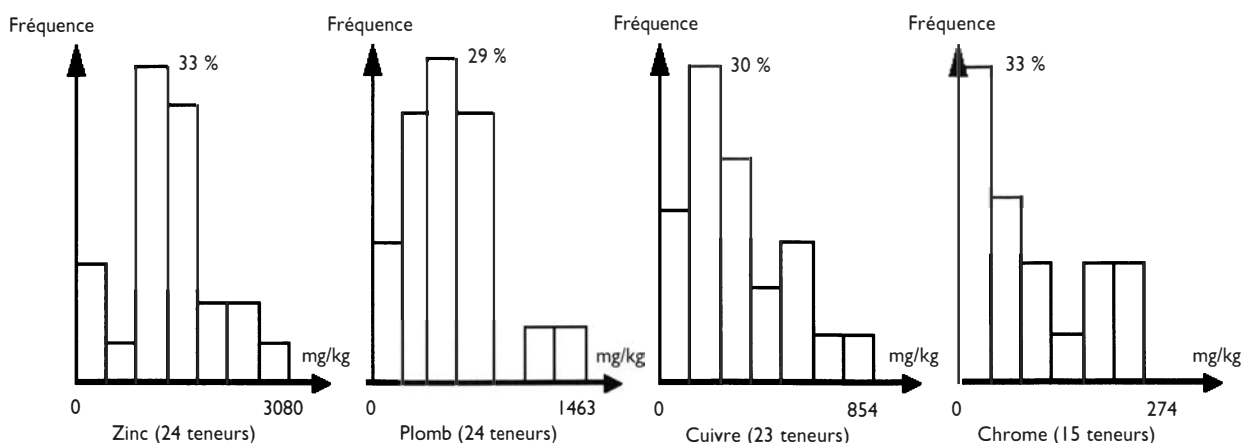 Fréquence
33 %
mg/kg
0
3080
Zinc (24 teneurs)
Fréquence
29 %
mg/kg
0
1463
Plomb (24 teneurs)
Fréquence
30 %
mg/kg
0
854
Cuivre (23 teneurs)
Fréquence
33 %
mg/kg
0
274
Chrome (15 teneurs)